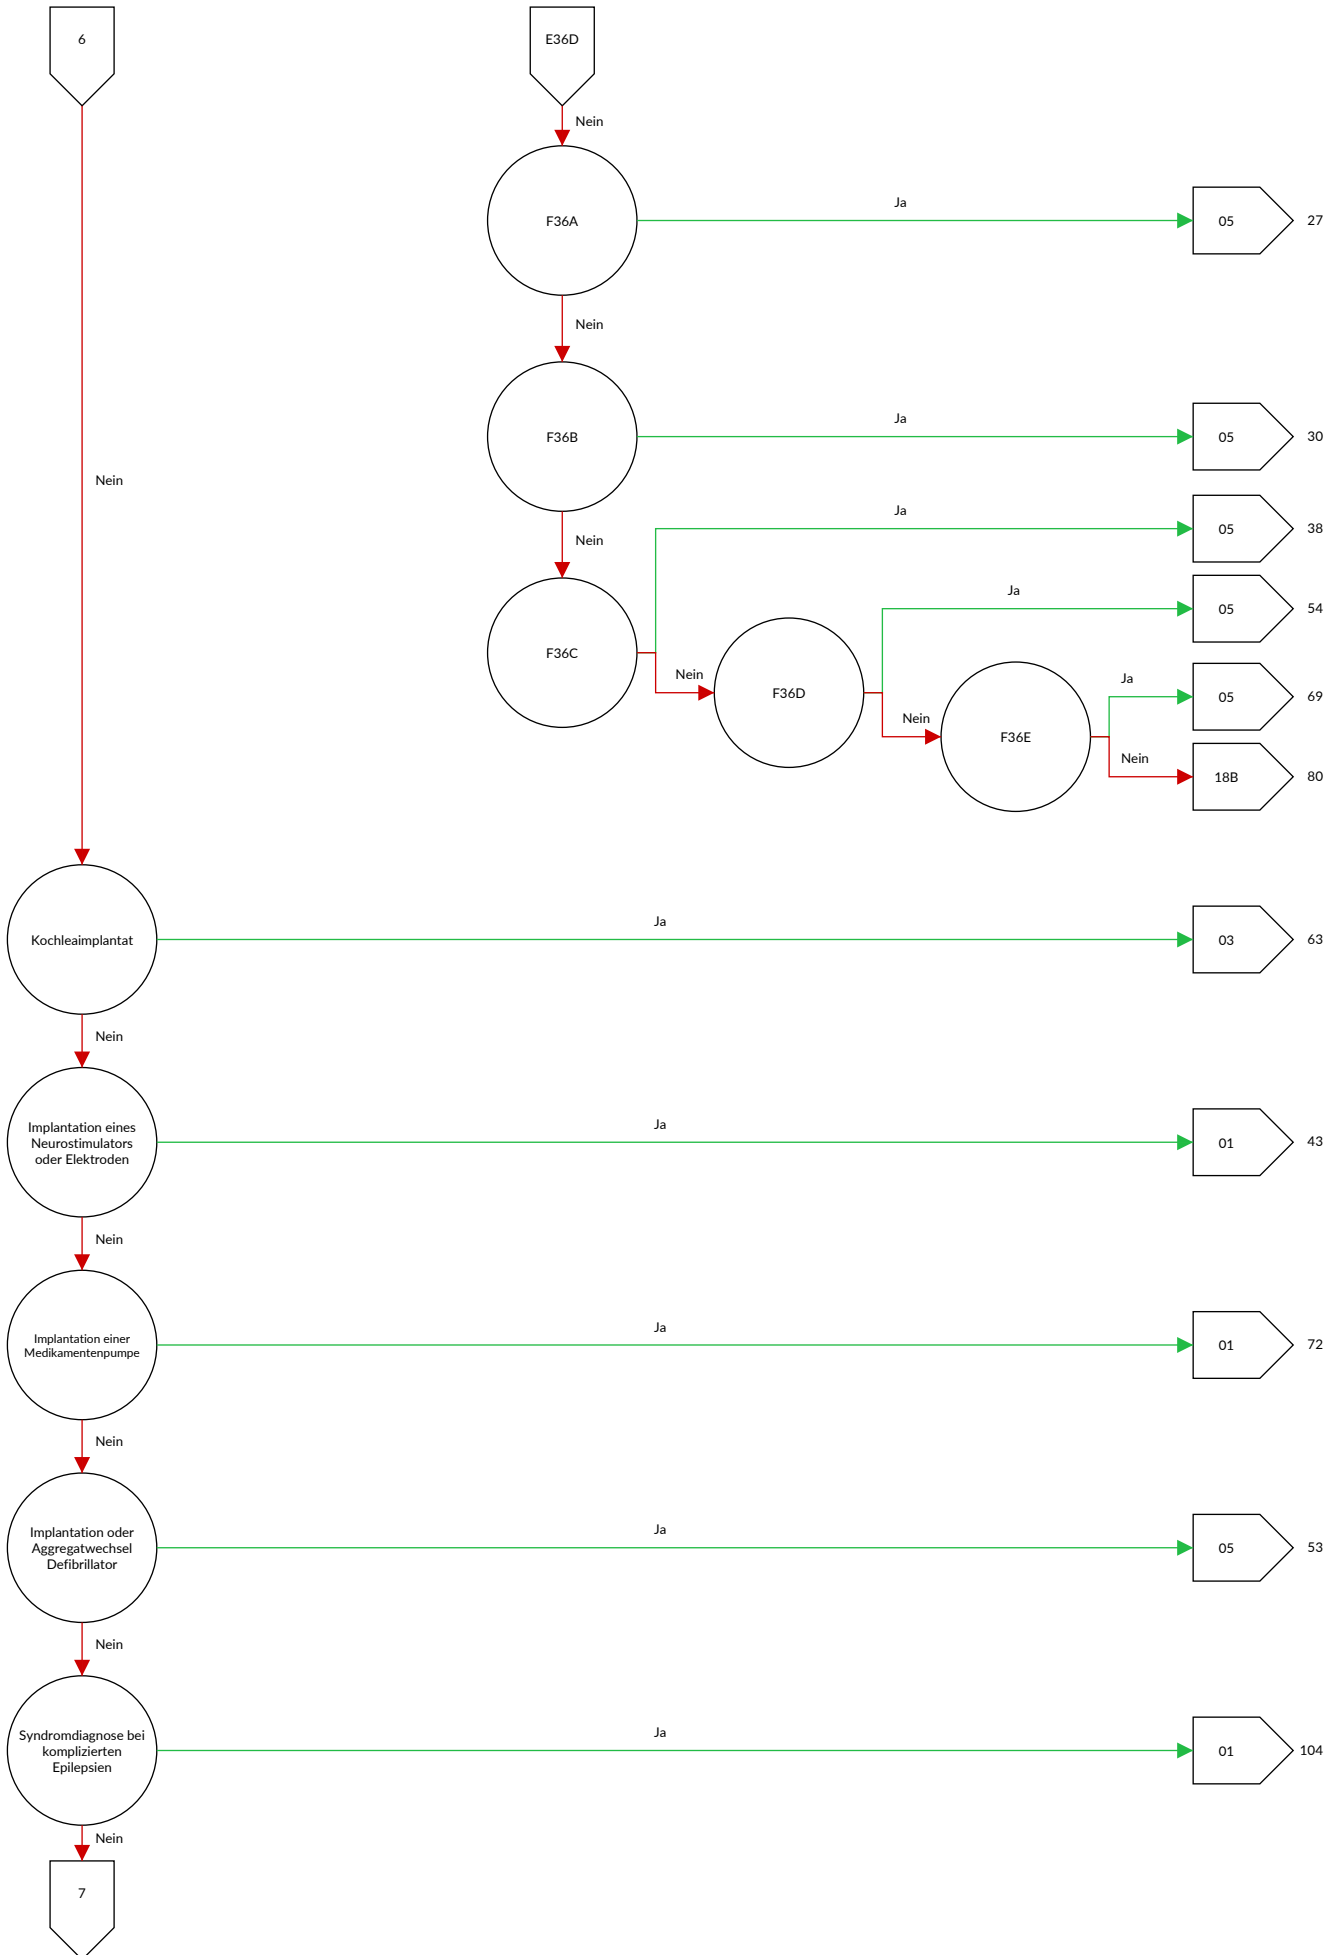 6
E36D
Nein
F36A
Ja
05
27
Nein
F36B
Ja
05
30
Nein
Nein
Ja
05
38
F36C
Ja
05
54
Nein
F36D
Ja
05
69
Nein
F36E
Nein
18B
80
Kochleaimplantat
Ja
03
63
Nein
Implantation eines
Neurostimulators
oder Elektroden
Ja
01
43
Nein
Implantation einer
Medikamentenpumpe
Ja
01
72
Nein
Implantation oder
Aggregatwechsel
Defibrillator
Ja
05
53
Nein
Syndromdiagnose bei
komplizierten
Epilepsien
Ja
01
104
Nein
7